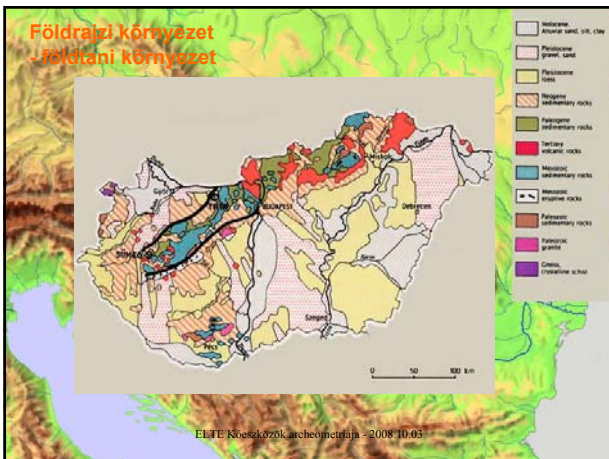 Földrajzi környezet
- földtani környezet
Holocene,
Alluvial sand, silt, clay
Pleistocene
gravel, sand
Pleistocene
loess
Neogene
sedimentary rocks
Paleogene
sedimentary rocks
Tertiary
volcanic rocks
Mesozoic
sedimentary rocks
Mesozoic
eruptive rocks
Paleozoic
sedimentary rocks
Paleozoic
granite
Gneiss,
crystalline schist
Miskolc
Győr
BUDAPEST
Debrecen
SÜMEG
Szeged
Pécs
0 50 100 km
ELTE Kőeszközök archeometriája - 2008.10.03